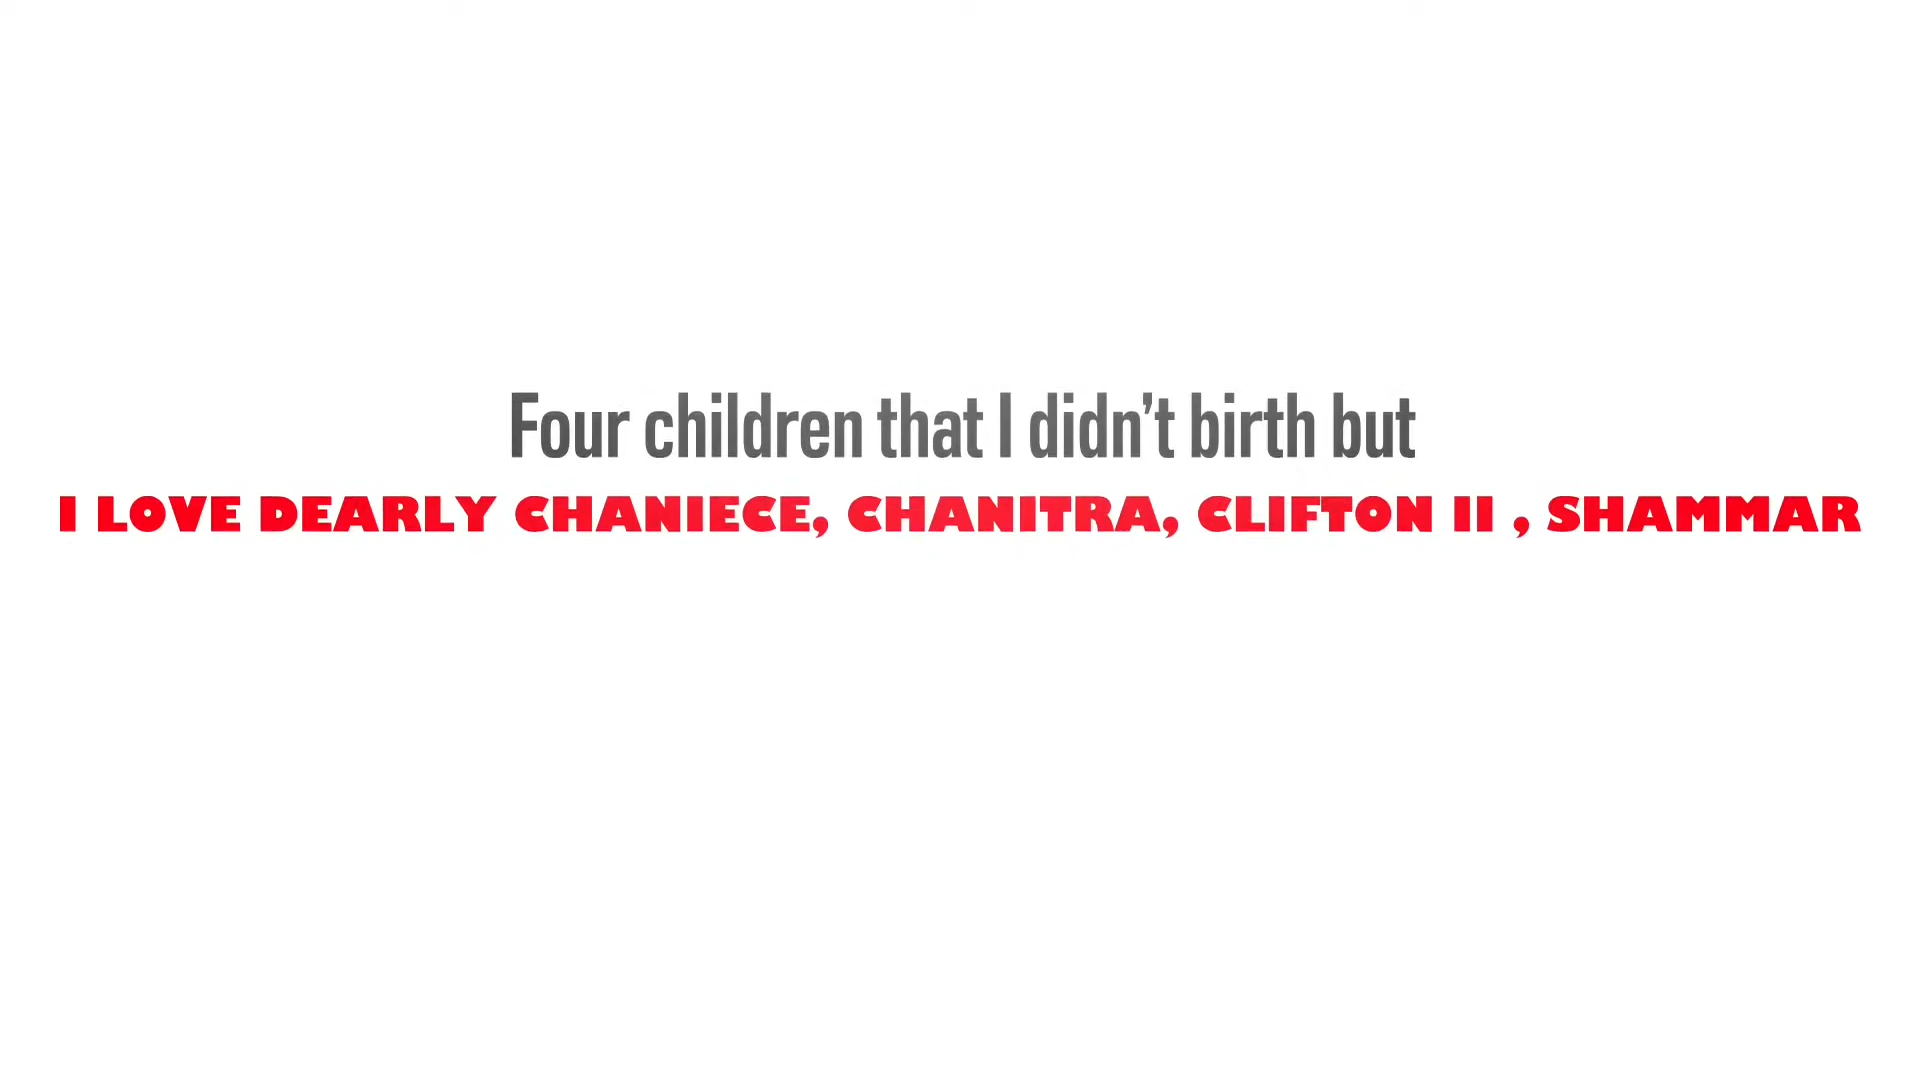 Four children that I didn’t birth but
I LOVE DEARLY CHANIECE, CHANITRA, CLIFTON II , SHAMMAR